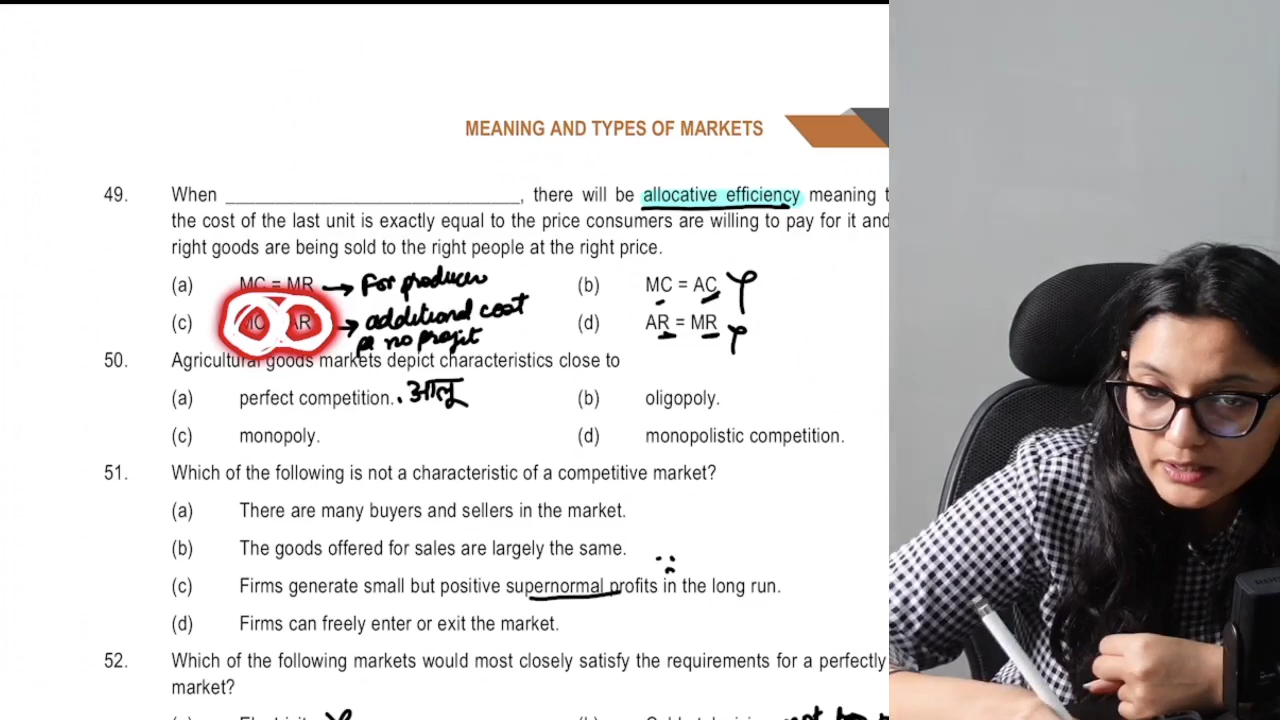 MEANING AND TYPES OF MARKETS
49. When ____________________________, there will be allocative efficiency meaning t
the cost of the last unit is exactly equal to the price consumers are willing to pay for it and
right goods are being sold to the right people at the right price.
(a) MC = MR → For producer (b) MC = AC
(c) MC AR → additional cost (d) AR = MR
no profit
50. Agricultural goods markets depict characteristics close to
(a) perfect competition. आलू (b) oligopoly.
(c) monopoly. (d) monopolistic competition.
51. Which of the following is not a characteristic of a competitive market?
(a) There are many buyers and sellers in the market.
(b) The goods offered for sales are largely the same.
(c) Firms generate small but positive supernormal profits in the long run.
(d) Firms can freely enter or exit the market.
52. Which of the following markets would most closely satisfy the requirements for a perfectly
market?